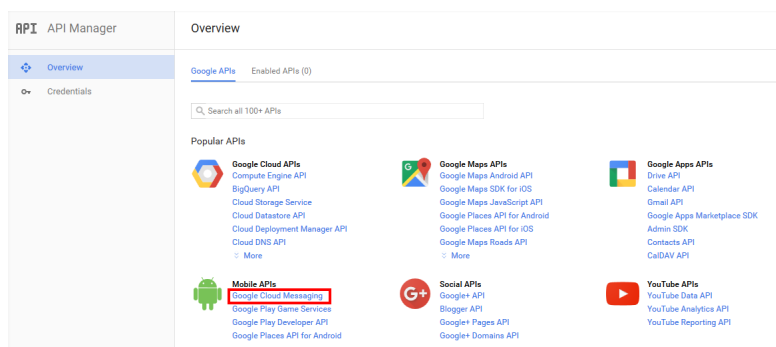 API API Manager
Overview
Overview
Credentials
Google APIs Enabled APIs (0)
Search all 100+ APIs
Popular APIs
Google Cloud APIs
Compute Engine API
BigQuery API
Cloud Storage Service
Cloud Datastore API
Cloud Deployment Manager API
Cloud DNS API
More
Google Maps APIs
Google Maps Android API
Google Maps SDK for iOS
Google Maps JavaScript API
Google Places API for Android
Google Places API for iOS
Google Maps Roads API
More
Google Apps APIs
Drive API
Calendar API
Gmail API
Google Apps Marketplace SDK
Admin SDK
Contacts API
CalDAV API
Mobile APIs
Google Cloud Messaging
Google Play Game Services
Google Play Developer API
Google Places API for Android
G+
Social APIs
Google+ API
Blogger API
Google+ Pages API
Google+ Domains API
YouTube APIs
YouTube Data API
YouTube Analytics API
YouTube Reporting API